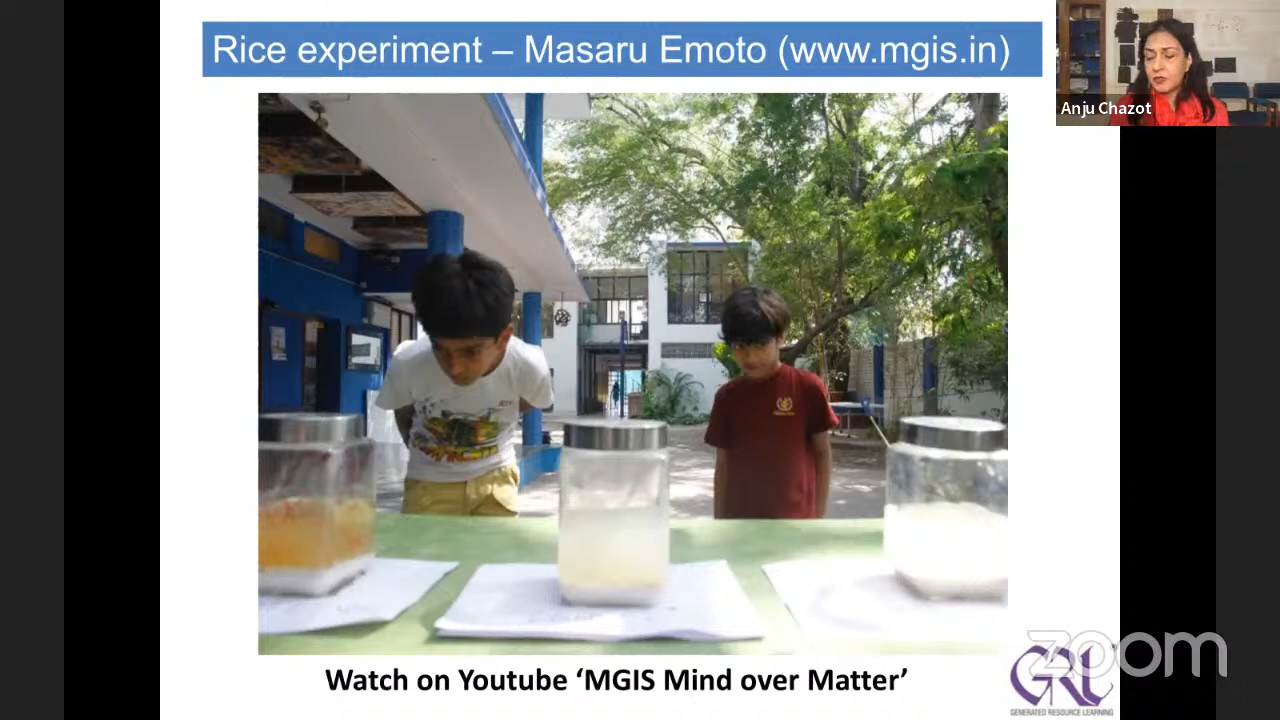 Rice experiment – Masaru Emoto (www.mgis.in)
Anju Chazot
Watch on Youtube ‘MGIS Mind over Matter’
GRL
GENERATED RESOURCE LEARNING
zoom